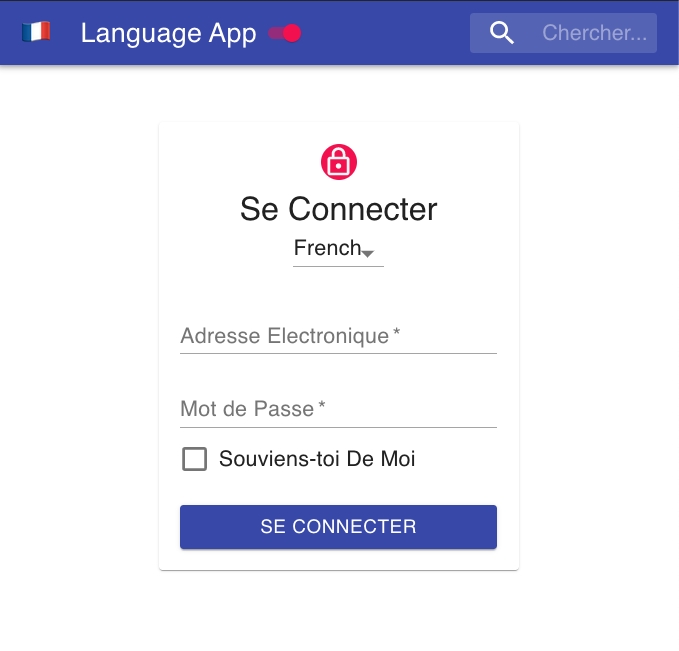 Language App
Chercher...
Se Connecter
French
Adresse Electronique *
Mot de Passe *
Souviens-toi De Moi
SE CONNECTER